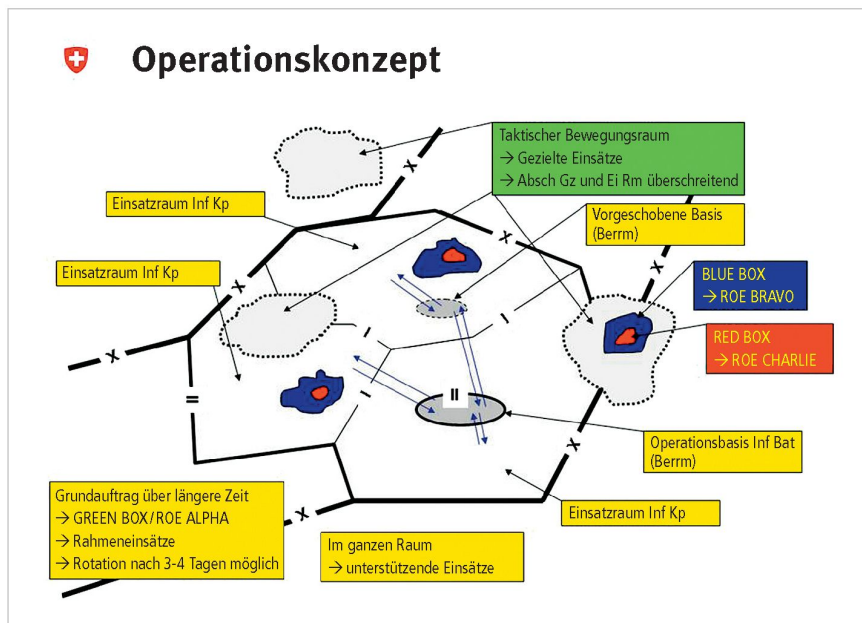 Operationskonzept
Taktischer Bewegungsraum
→ Gezielte Einsätze
→ Absch Gz und Ei Rm überschreitend
Einsatzraum Inf Kp
Vorgeschobene Basis
(Berrm)
Einsatzraum Inf Kp
BLUE BOX
→ ROE BRAVO
RED BOX
→ ROE CHARLIE
Operationsbasis Inf Bat
(Berrm)
Grundauftrag über längere Zeit
→ GREEN BOX/ROE ALPHA
→ Rahmeneinsätze
→ Rotation nach 3-4 Tagen möglich
Einsatzraum Inf Kp
Im ganzen Raum
→ unterstützende Einsätze
X
X
X
X
X
X
X
X
I
I
I
II
II